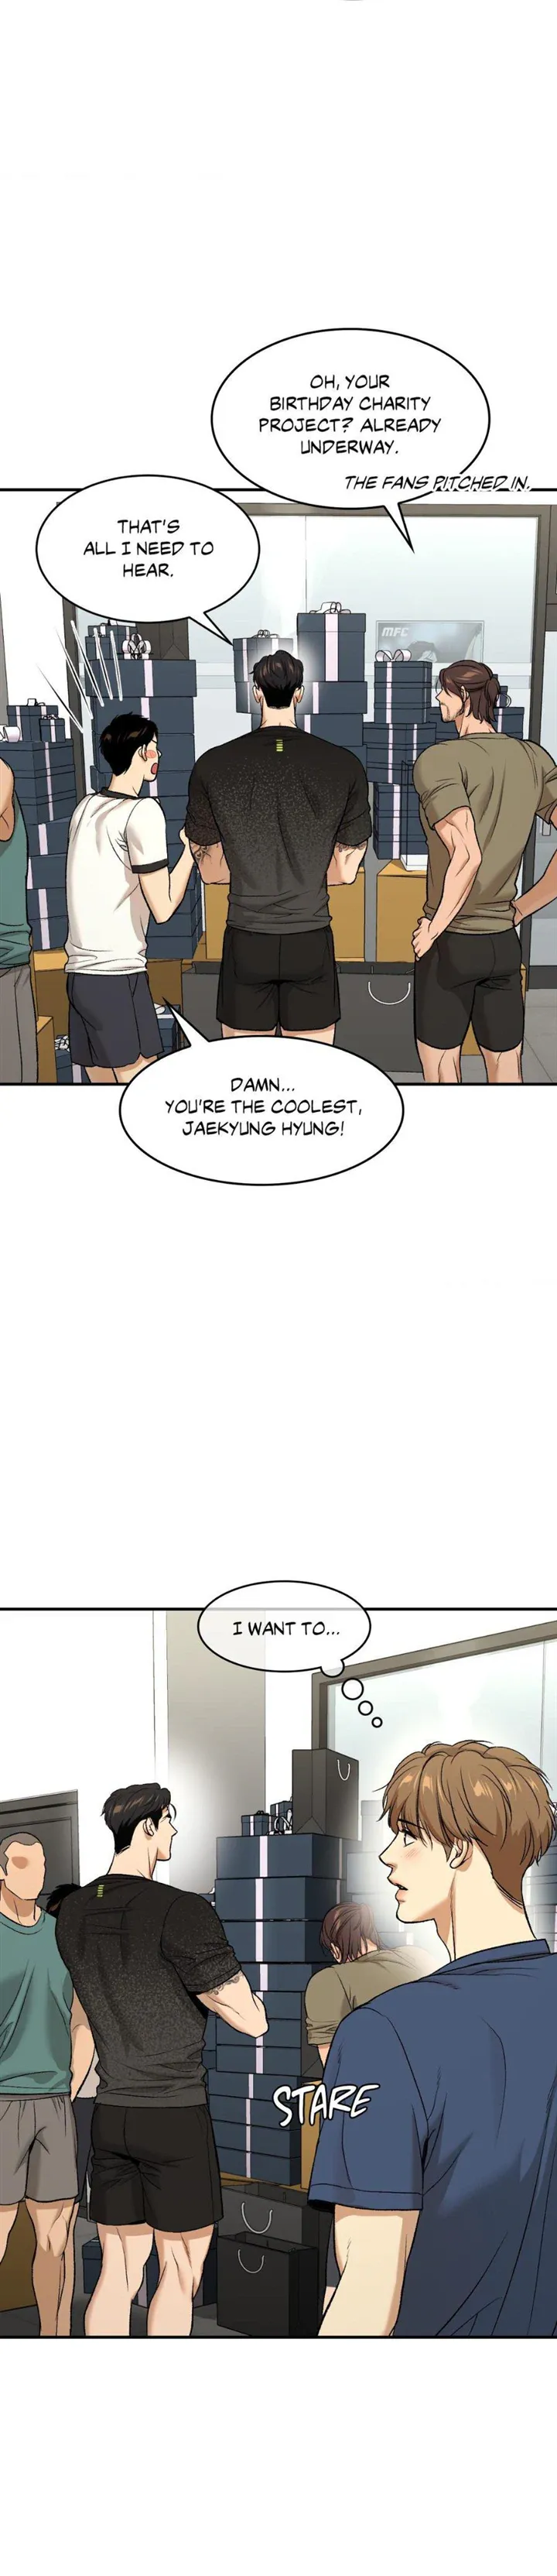 OH, YOUR
BIRTHDAY CHARITY
PROJECT? ALREADY
UNDERWAY.
THE FANS PITCHED IN.
THAT'S
ALL I NEED TO
HEAR.
MFC
DAMN...
YOU'RE THE COOLEST,
JAEKYUNG HYUNG!
I WANT TO...
STARE